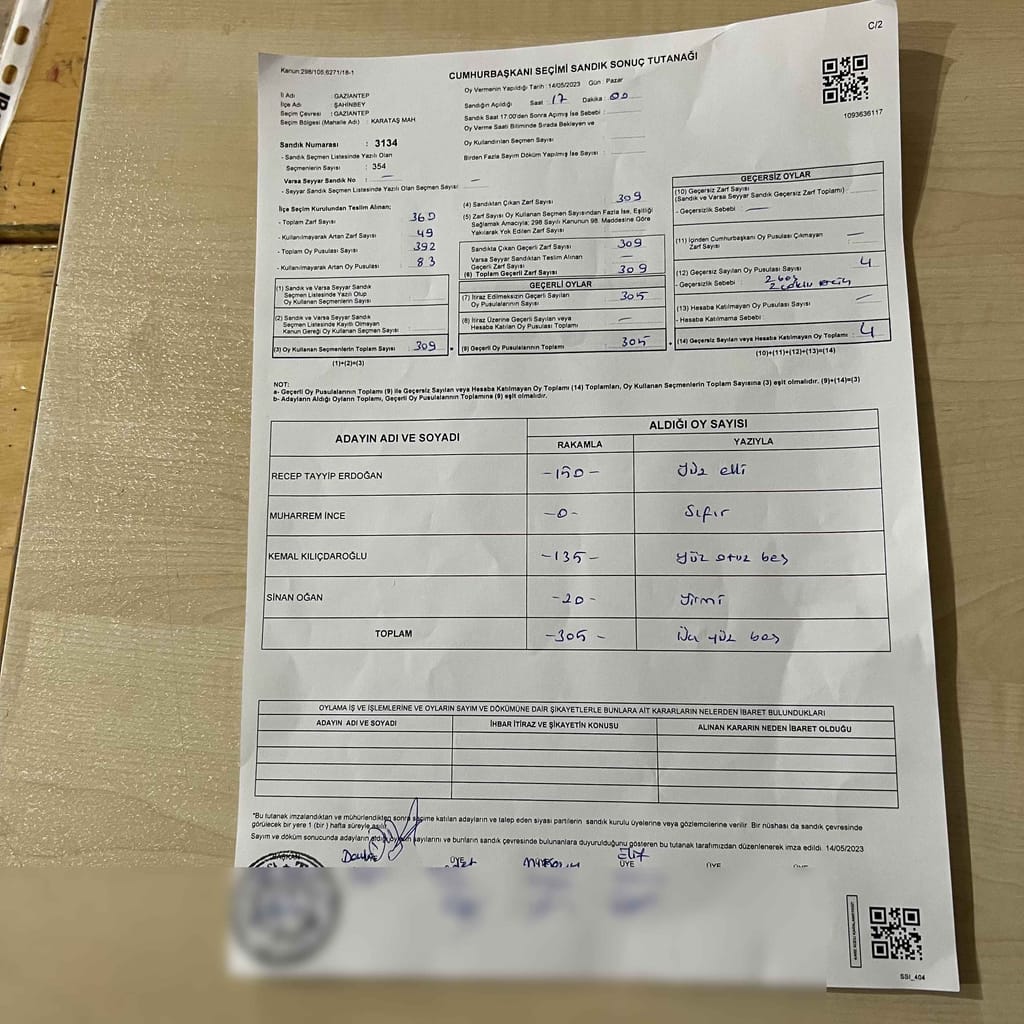 C/2
Kanun:298/105,6271/18-1
CUMHURBAŞKANI SEÇİMİ SANDIK SONUÇ TUTANAĞI
1093636117
İl Adı : GAZİANTEP
İlçe Adı : ŞAHİNBEY
Seçim Çevresi : GAZİANTEP
Seçim Bölgesi (Mahalle Adı) : KARATAŞ MAH
Sandık Numarası : 3134
- Sandık Seçmen Listesinde Yazılı Olan
Seçmenlerin Sayısı : 354
Varsa Seyyar Sandık No : —
- Seyyar Sandık Seçmen Listesinde Yazılı Olan Seçmen Sayısı : —
Oy Vermenin Yapıldığı Tarih : 14/05/2023 Gün : Pazar
Sandığın Açıldığı Saat : 17 Dakika : 00
Sandık Saat 17:00'den Sonra Açımış İse Sebebi :
Oy Verme Saati Bitiminde Sırada Bekleyen ve
Oy Kullandırılan Seçmen Sayısı :
Birden Fazla Sayım Döküm Yapılmış İse Sayısı :
İlçe Seçim Kurulundan Teslim Alınan;
- Toplam Zarf Sayısı : 360
- Kullanılmayarak Artan Zarf Sayısı : 49
- Toplam Oy Pusulası Sayısı : 392
- Kullanılmayarak Artan Oy Pusulası : 83
(1) Sandık ve Varsa Seyyar Sandık
Seçmen Listesinde Yazılı Olup
Oy Kullanan Seçmenlerin Sayısı :
(2) Sandık ve Varsa Seyyar Sandık
Seçmen Listesinde Kayıtlı Olmayan
Kanun Gereği Oy Kullanan Seçmen Sayısı :
(3) Oy Kullanan Seçmenlerin Toplam Sayısı : 309
(1)+(2)=(3)
(4) Sandıktan Çıkan Zarf Sayısı : 309
(5) Zarf Sayısı Oy Kullanan Seçmen Sayısından Fazla İse, Eşitliği
Sağlamak Amacıyla; 298 Sayılı Kanunun 98. Maddesine Göre
Yakılarak Yok Edilen Zarf Sayısı :
Sandıkta Çıkan Geçerli Zarf Sayısı : 309
Varsa Seyyar Sandıktan Teslim Alınan
Geçerli Zarf Sayısı : —
(6) Toplam Geçerli Zarf Sayısı : 309
GEÇERLİ OYLAR
(7) İtiraz Edilmeksizin Geçerli Sayılan
Oy Pusulalarının Sayısı : 305
(8) İtiraz Üzerine Geçerli Sayılan veya
Hesaba Katılan Oy Pusulası Toplamı : —
(9) Geçerli Oy Pusulalarının Toplamı : 305
GEÇERSİZ OYLAR
(10) Geçersiz Zarf Sayısı
(Sandık ve Varsa Seyyar Sandık Geçersiz Zarf Toplamı) :
- Geçersizlik Sebebi : —
(11) İçinden Cumhurbaşkanı Oy Pusulası Çıkmayan
Zarf Sayısı : —
(12) Geçersiz Sayılan Oy Pusulası Sayısı : 4
- Geçersizlik Sebebi : 2 boş
(13) Hesaba Katılmayan Oy Pusulası Sayısı : —
- Hesaba Katılmama Sebebi :
(14) Geçersiz Sayılan veya Hesaba Katılmayan Oy Toplamı : 4
(10)+(11)+(12)+(13)=(14)
NOT:
a- Geçerli Oy Pusulalarının Toplamı (9) ile Geçersiz Sayılan veya Hesaba Katılmayan Oy Toplamı (14) Toplamları, Oy Kullanan Seçmenlerin Toplam Sayısına (3) eşit olmalıdır. (9)+(14)=(3)
b- Adayların Aldığı Oyların Toplamı, Geçerli Oy Pusulalarının Toplamına (9) eşit olmalıdır.
ADAYIN ADI VE SOYADI ALDIĞI OY SAYISI
RAKAMLA YAZIYLA
RECEP TAYYİP ERDOĞAN -150- Yüz elli
MUHARREM İNCE -0- Sıfır
KEMAL KILIÇDAROĞLU -135- Yüz otuz beş
SİNAN OĞAN -20- Yirmi
TOPLAM -305- Üç yüz beş
OYLAMA İŞ VE İŞLEMLERİNE VE OYLARIN SAYIM VE DÖKÜMÜNE DAİR ŞİKAYETLERLE BUNLARA AİT KARARLARIN NELERDEN İBARET BULUNDUKLARI
ADAYIN ADI VE SOYADI İHBAR İTİRAZ VE ŞİKAYETİN KONUSU ALINAN KARARIN NEDEN İBARET OLDUĞU
"Bu tutanak imzalandıktan ve mühürlendikten sonra seçime katılan adayların ve talep eden siyasi partilerin sandık kurulu üyelerine veya gözlemcilerine verilir. Bir nüshası da sandık çevresinde
görülecek bir yere 1 (bir) hafta süreyle asılır.
Sayım ve döküm sonucunda adayların aldığı oyların sayılarını ve bunların sandık çevresinde bulunanlara duyurulduğunu gösteren bu tutanak tarafımızdan düzenlenerek imza edildi. 14/05/2023
BAŞKAN ÜYE ÜYE ÜYE ÜYE
Elif
SSI_404